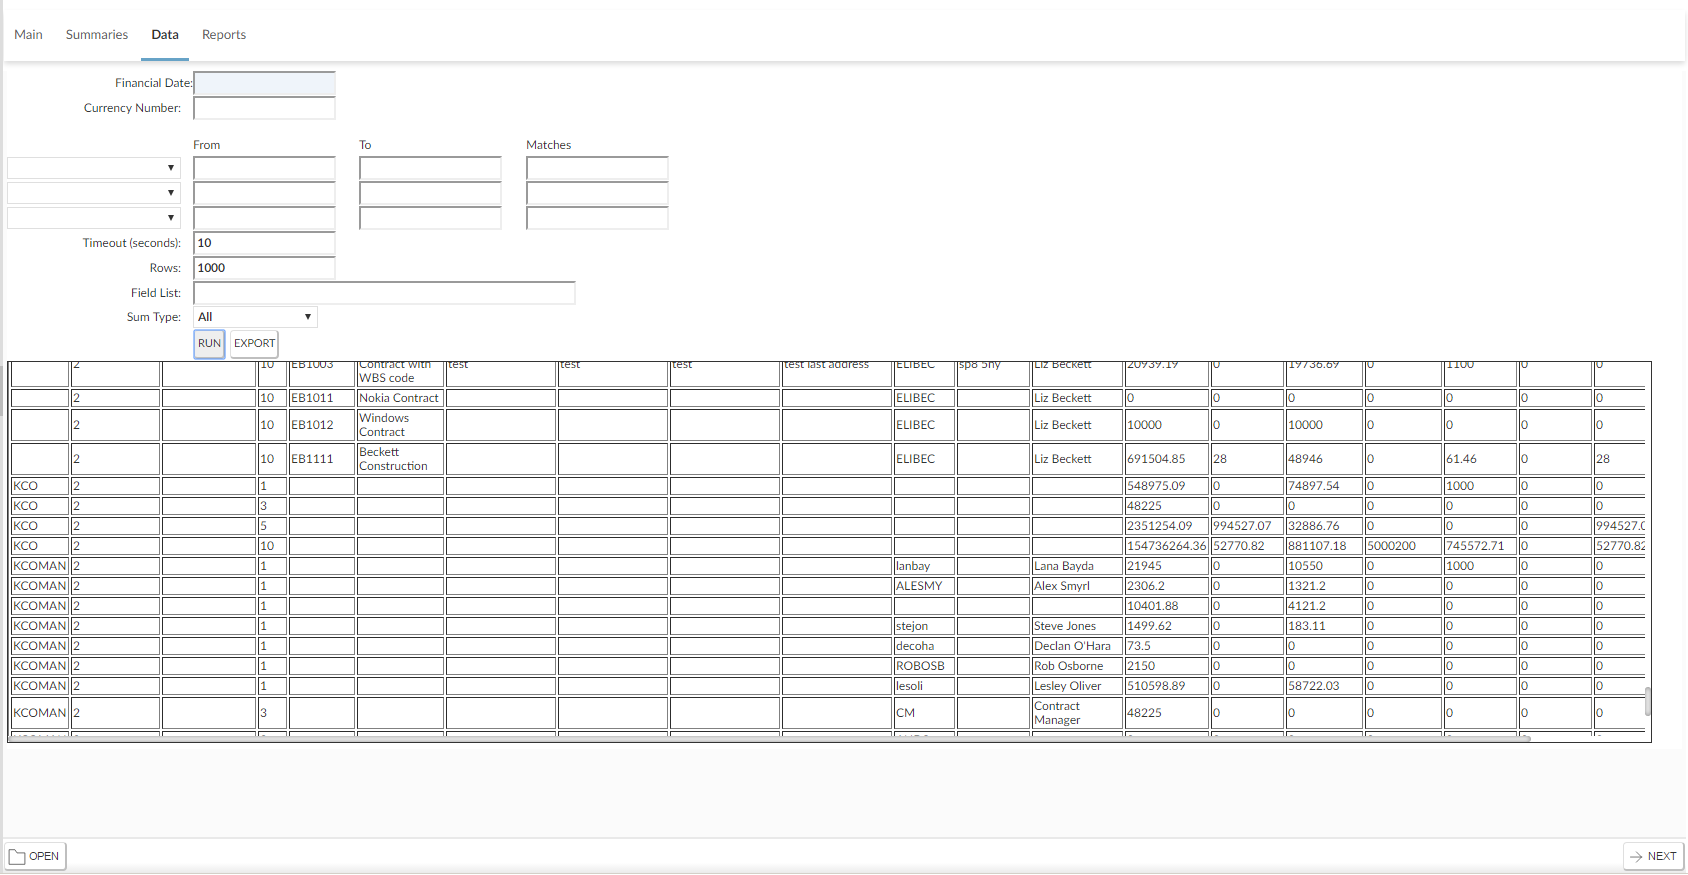 Main Summaries Data Reports
Financial Date:
Currency Number:
From To Matches
Timeout (seconds): 10
Rows: 1000
Field List:
Sum Type: All
RUN EXPORT
2 10 EB1003 Contract with WBS code test test test test last address ELIBEC sp8 5ny Liz Beckett 20939.19 0 19736.69 0 1100 0 0
2 10 EB1011 Nokia Contract ELIBEC Liz Beckett 0 0 0 0 0 0 0
2 10 EB1012 Windows Contract ELIBEC Liz Beckett 10000 0 10000 0 0 0 0
2 10 EB1111 Beckett Construction ELIBEC Liz Beckett 691504.85 28 48946 0 61.46 0 28
KCO 2 1 548975.09 0 74897.54 0 1000 0 0
KCO 2 3 48225 0 0 0 0 0 0
KCO 2 5 2351254.09 994527.07 32886.76 0 0 0 994527.0
KCO 2 10 154736264.36 52770.82 881107.18 5000200 745572.71 0 52770.82
KCOMAN 2 1 lanbay Lana Bayda 21945 0 10550 0 1000 0 0
KCOMAN 2 1 ALESMY Alex Smyrl 2306.2 0 1321.2 0 0 0 0
KCOMAN 2 1 10401.88 0 4121.2 0 0 0 0
KCOMAN 2 1 stejon Steve Jones 1499.62 0 183.11 0 0 0 0
KCOMAN 2 1 decoha Declan O'Hara 73.5 0 0 0 0 0 0
KCOMAN 2 1 ROBOSB Rob Osborne 2150 0 0 0 0 0 0
KCOMAN 2 1 lesoli Lesley Oliver 510598.89 0 58722.03 0 0 0 0
KCOMAN 2 3 CM Contract Manager 48225 0 0 0 0 0 0
OPEN NEXT